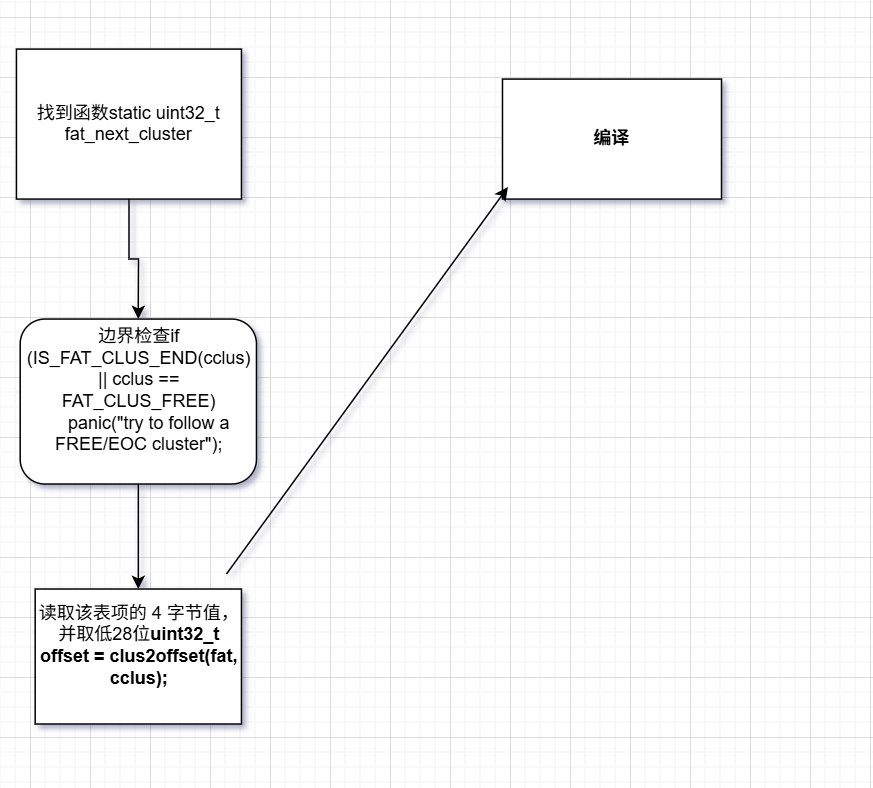 找到函数static uint32_t
fat_next_cluster
编译
边界检查if
(IS_FAT_CLUS_END(cclus)
|| cclus ==
FAT_CLUS_FREE)
panic("try to follow a
FREE/EOC cluster");
读取该表项的 4 字节值，
并取低28位uint32_t
offset = clus2offset(fat,
cclus);